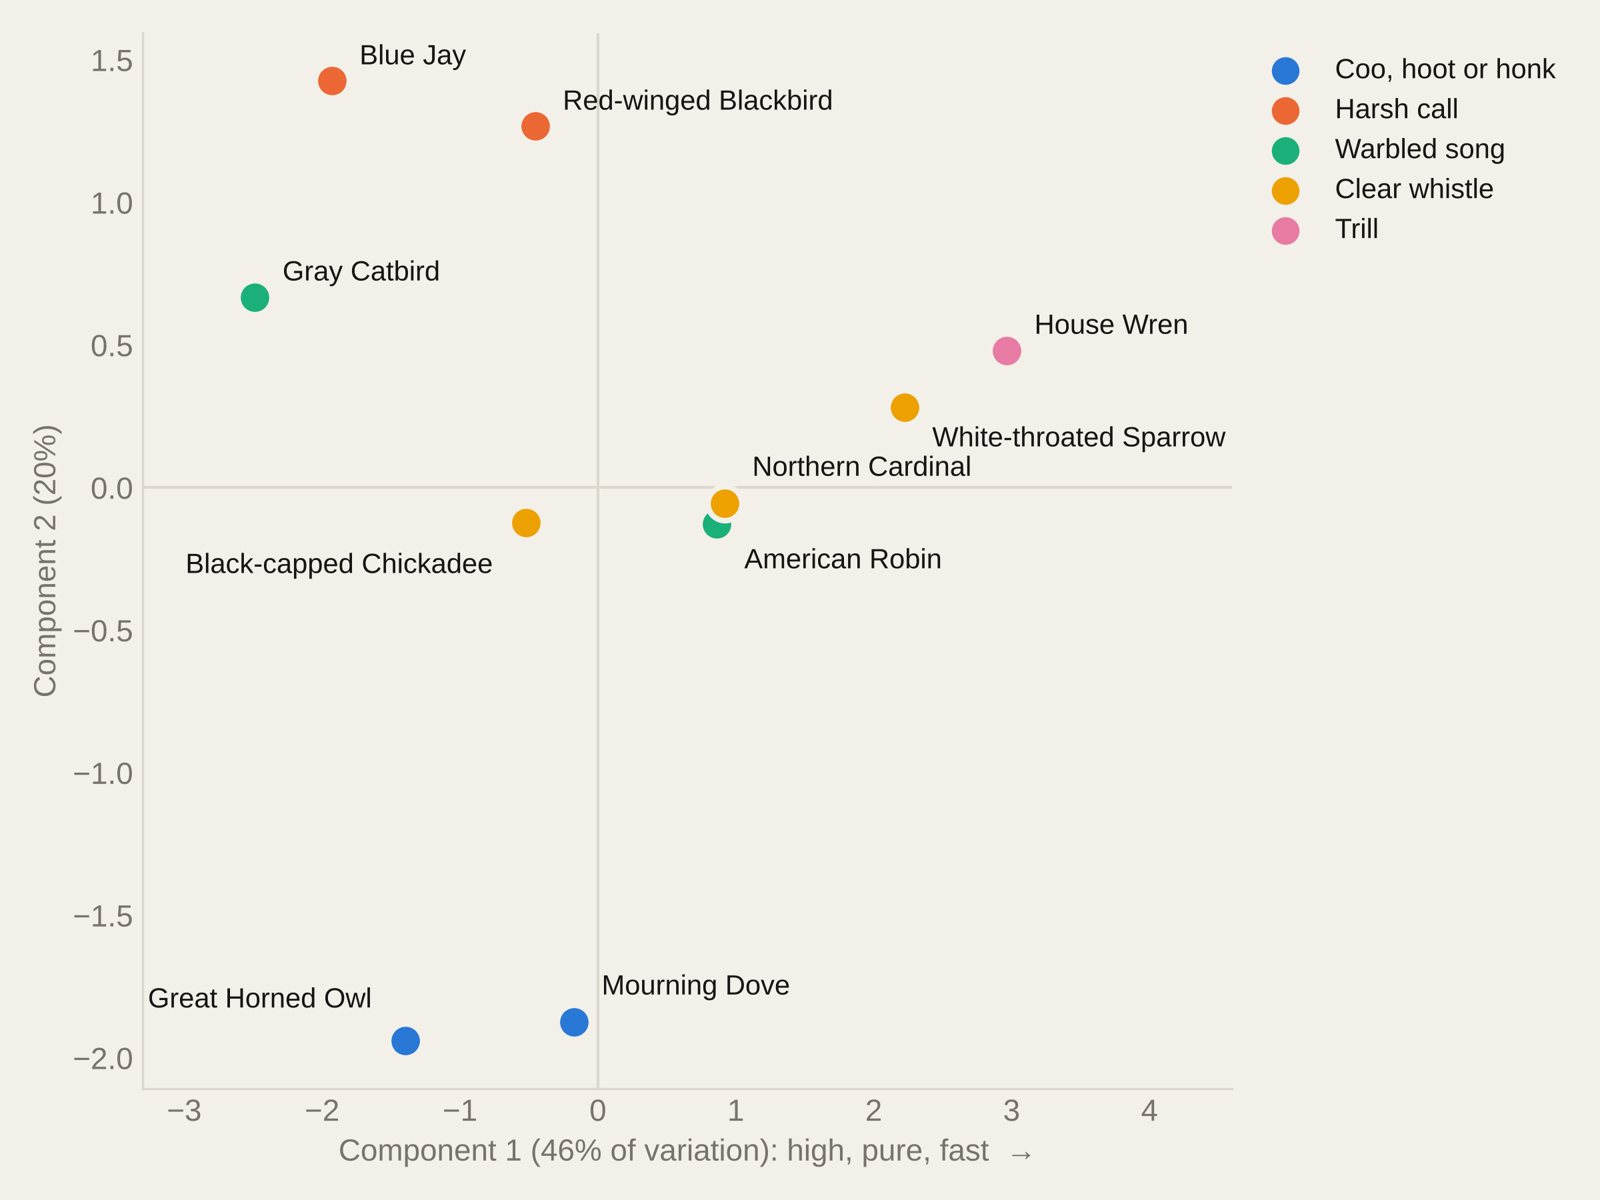 Blue Jay
Red-winged Blackbird
Gray Catbird
House Wren
White-throated Sparrow
Northern Cardinal
Black-capped Chickadee
American Robin
Great Horned Owl
Mourning Dove
Coo, hoot or honk
Harsh call
Warbled song
Clear whistle
Trill
1.5
1.0
0.5
0.0
−0.5
−1.0
−1.5
−2.0
Component 2 (20%)
−3 −2 −1 0 1 2 3 4
Component 1 (46% of variation): high, pure, fast →